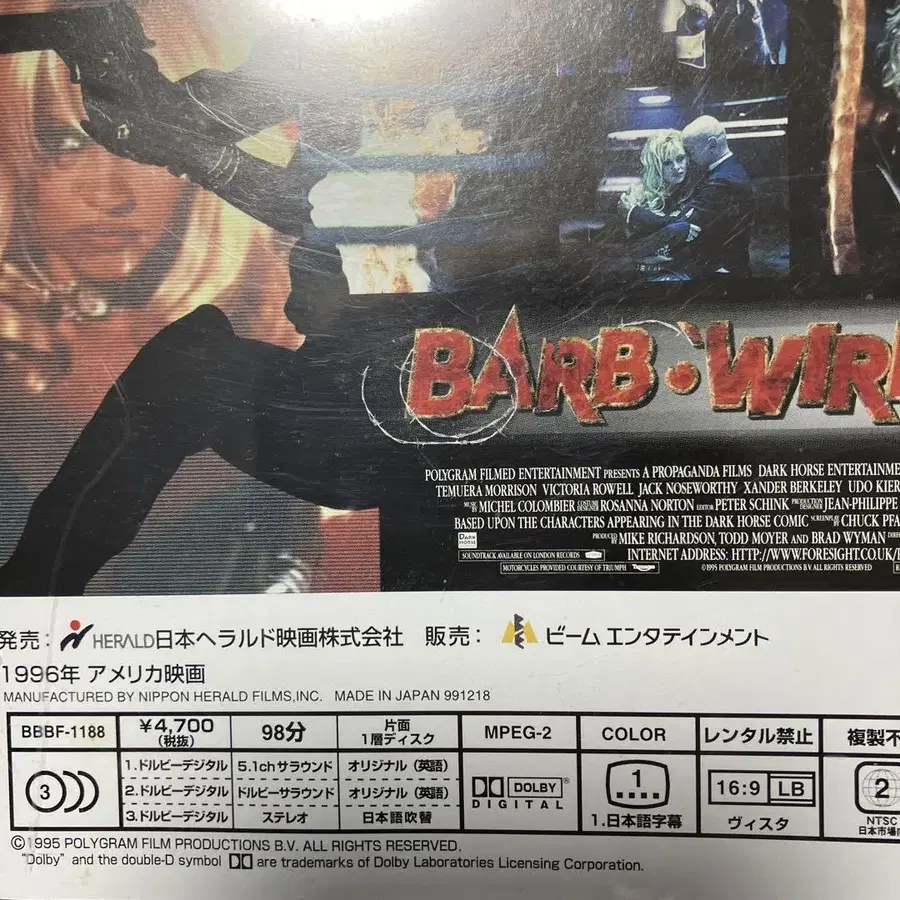 BARB·WIR
POLYGRAM FILMED ENTERTAINMENT PRESENTS A PROPAGANDA FILMS DARK HORSE ENTERTAINME
TEMUERA MORRISON VICTORIA ROWELL JACK NOSEWORTHY XANDER BERKELEY UDO KIER
MUSIC BY MICHEL COLOMBIER COSTUME DESIGNER ROSANNA NORTON EDITOR PETER SCHINK PRODUCTION DESIGNER JEAN-PHILIPPE
BASED UPON THE CHARACTERS APPEARING IN THE DARK HORSE COMIC SCREENPLAY BY CHUCK PFA
PRODUCED BY MIKE RICHARDSON, TODD MOYER AND BRAD WYMAN
DARK HORSE
INTERNET ADDRESS: HTTP://WWW.FORESIGHT.CO.UK/
SOUNDTRACK AVAILABLE ON LONDON RECORDS
MOTORCYCLES PROVIDED COURTESY OF TRIUMPH
©1995 POLYGRAM FILM PRODUCTIONS B.V. ALL RIGHTS RESERVED
発売: HERALD日本ヘラルド映画株式会社 販売: ビーム エンタテインメント
1996年 アメリカ映画
MANUFACTURED BY NIPPON HERALD FILMS,INC. MADE IN JAPAN 991218
BBBF-1188 ¥4,700 (税抜) 98分 片面1層ディスク MPEG-2 COLOR レンタル禁止 複製不
3 1.ドルビーデジタル 5.1chサラウンド オリジナル（英語）
2.ドルビーデジタル ドルビーサラウンド オリジナル（英語）
3.ドルビーデジタル ステレオ 日本語吹替
DOLBY DIGITAL
1
1.日本語字幕
16:9 LB
ヴィスタ
2
NTSC
日本市場向
©1995 POLYGRAM FILM PRODUCTIONS B.V. ALL RIGHTS RESERVED.
"Dolby" and the double-D symbol are trademarks of Dolby Laboratories Licensing Corporation.